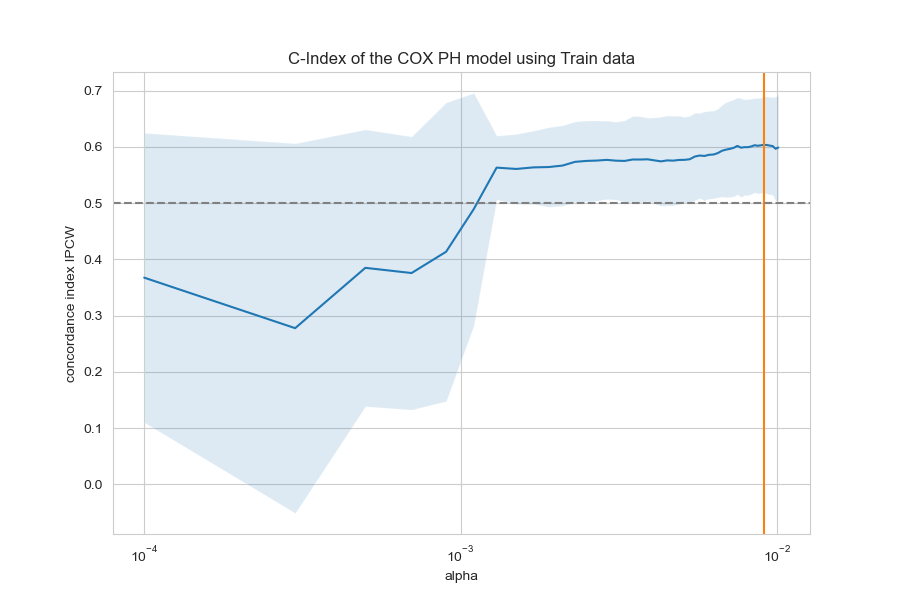 C-Index of the COX PH model using Train data
concordance index IPCW
0.7
0.6
0.5
0.4
0.3
0.2
0.1
0.0
10⁻⁴ 10⁻³ 10⁻²
alpha